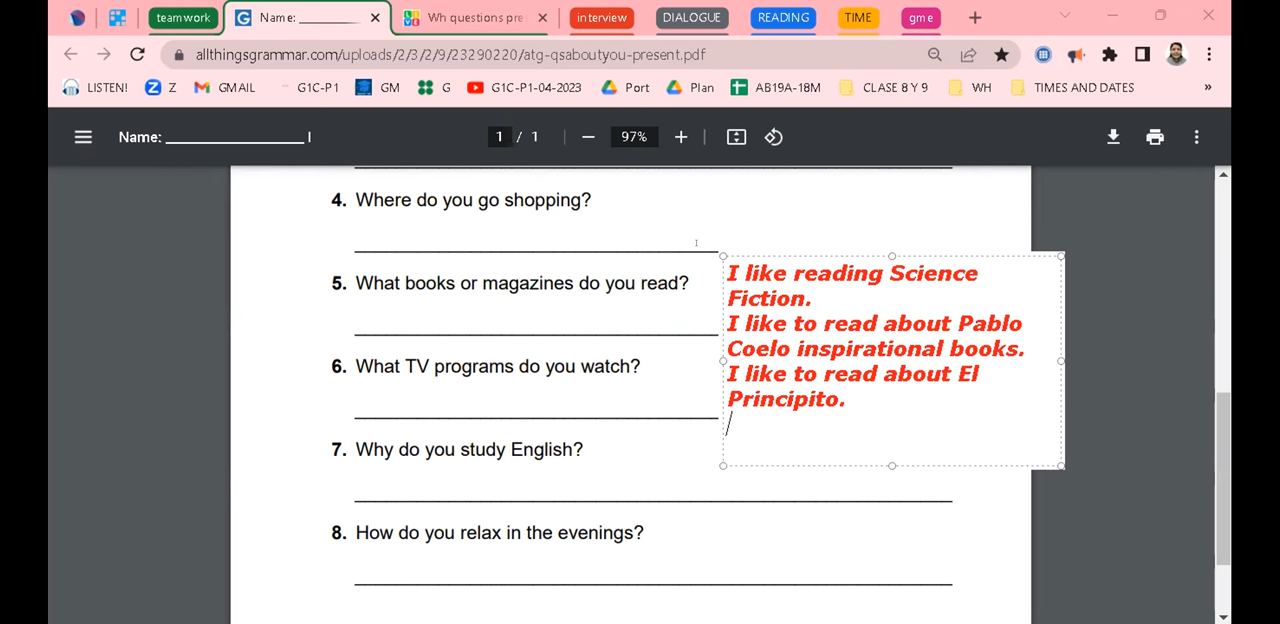 teamwork
Name: ________
Wh questions pre
interview
DIALOGUE
READING
TIME
gme
allthingsgrammar.com/uploads/2/3/2/9/23290220/atg-qsaboutyou-present.pdf
LISTEN!
Z
GMAIL
G1C-P1
GM
G
G1C-P1-04-2023
Port
Plan
AB19A-18M
CLASE 8 Y 9
WH
TIMES AND DATES
»
Name: __________________ I
1 / 1
97%
4. Where do you go shopping?
5. What books or magazines do you read?
6. What TV programs do you watch?
7. Why do you study English?
8. How do you relax in the evenings?
I like reading Science
Fiction.
I like to read about Pablo
Coelo inspirational books.
I like to read about El
Principito.